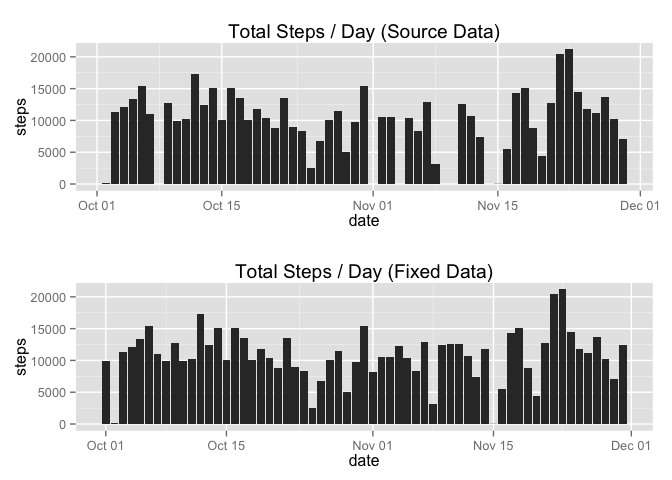 Total Steps / Day (Source Data)
20000
15000
10000
5000
0
steps
Oct 01
Oct 15
Nov 01
Nov 15
Dec 01
date
Total Steps / Day (Fixed Data)
20000
15000
10000
5000
0
steps
Oct 01
Oct 15
Nov 01
Nov 15
Dec 01
date